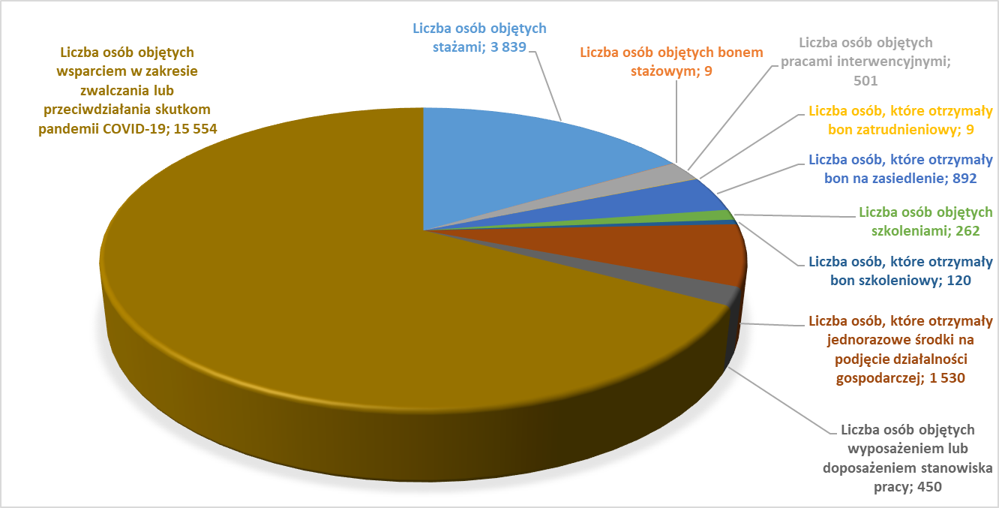 Liczba osób objętych
wsparciem w zakresie
zwalczania lub
przeciwdziałania skutkom
pandemii COVID-19; 15 554
Liczba osób objętych
stażami; 3 839
Liczba osób objętych bonem
stażowym; 9
Liczba osób objętych
pracami interwencyjnymi;
501
Liczba osób, które otrzymały
bon zatrudnieniowy; 9
Liczba osób, które otrzymały
bon na zasiedlenie; 892
Liczba osób objętych
szkoleniami; 262
Liczba osób, które otrzymały
bon szkoleniowy; 120
Liczba osób, które otrzymały
jednorazowe środki na
podjęcie działalności
gospodarczej; 1 530
Liczba osób objętych
wyposażeniem lub
doposażeniem stanowiska
pracy; 450